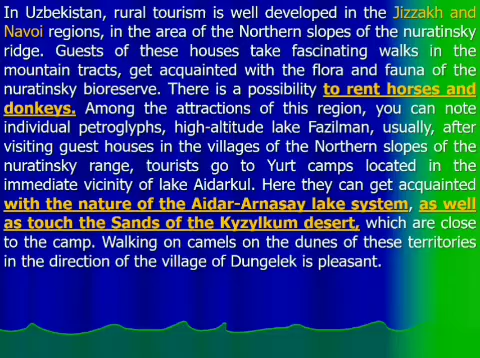 In Uzbekistan, rural tourism is well developed in the Jizzakh and
Navoi regions, in the area of the Northern slopes of the nuratinsky
ridge. Guests of these houses take fascinating walks in the
mountain tracts, get acquainted with the flora and fauna of the
nuratinsky bioreserve. There is a possibility to rent horses and
donkeys. Among the attractions of this region, you can note
individual petroglyphs, high-altitude lake Fazilman, usually, after
visiting guest houses in the villages of the Northern slopes of the
nuratinsky range, tourists go to Yurt camps located in the
immediate vicinity of lake Aidarkul. Here they can get acquainted
with the nature of the Aidar-Arnasay lake system, as well
as touch the Sands of the Kyzylkum desert, which are close
to the camp. Walking on camels on the dunes of these territories
in the direction of the village of Dungelek is pleasant.